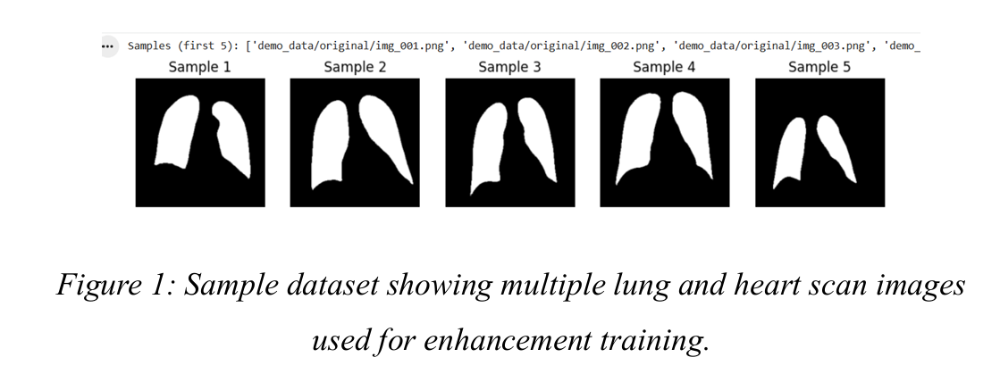 ••• Samples (first 5): ['demo_data/original/img_001.png', 'demo_data/original/img_002.png', 'demo_data/original/img_003.png', 'demo_
Sample 1 Sample 2 Sample 3 Sample 4 Sample 5
Figure 1: Sample dataset showing multiple lung and heart scan images
used for enhancement training.